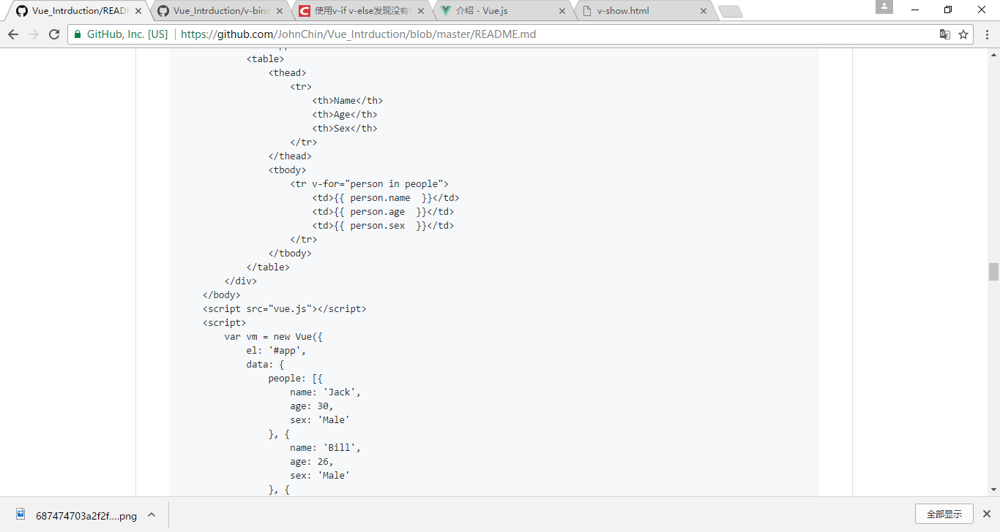 Vue_Intrduction/READ
Vue_Intrduction/v-bin
使用v-if v-else发现没有
介绍 - Vue.js
v-show.html
GitHub, Inc. [US]
https://github.com/JohnChin/Vue_Intrduction/blob/master/README.md
<table>
<thead>
<tr>
<th>Name</th>
<th>Age</th>
<th>Sex</th>
</tr>
</thead>
<tbody>
<tr v-for="person in people">
<td>{{ person.name  }}</td>
<td>{{ person.age  }}</td>
<td>{{ person.sex  }}</td>
</tr>
</tbody>
</table>
</div>
</body>
<script src="vue.js"></script>
<script>
var vm = new Vue({
el: '#app',
data: {
people: [{
name: 'Jack',
age: 30,
sex: 'Male'
}, {
name: 'Bill',
age: 26,
sex: 'Male'
}, {
687474703a2f2f....png
全部显示